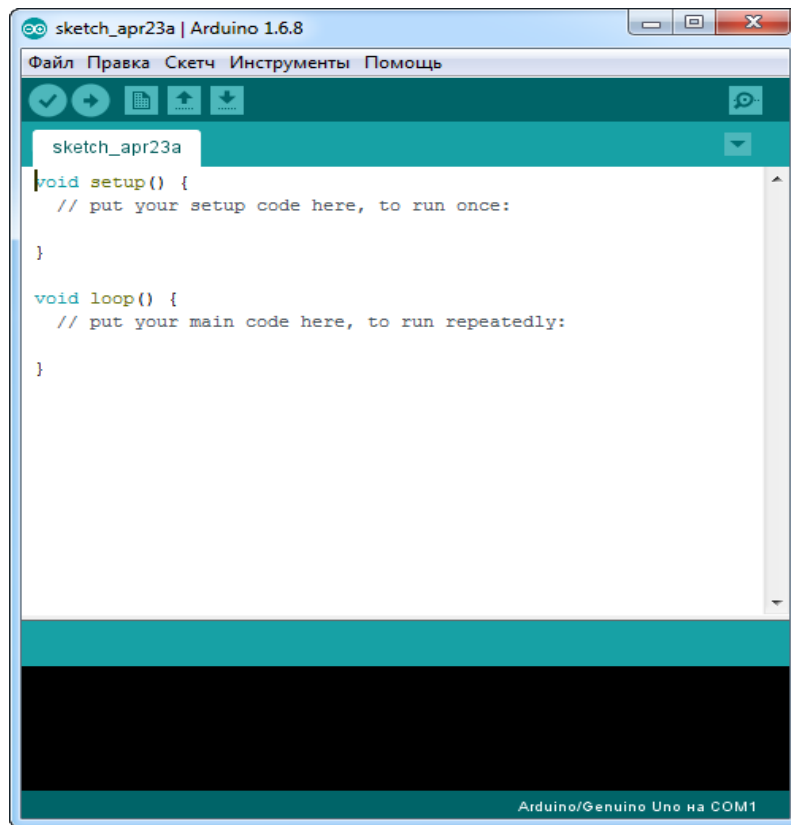 sketch_apr23a | Arduino 1.6.8
Файл Правка Скетч Инструменты Помощь
sketch_apr23a
void setup() {
  // put your setup code here, to run once:
}
void loop() {
  // put your main code here, to run repeatedly:
}
Arduino/Genuino Uno на COM1